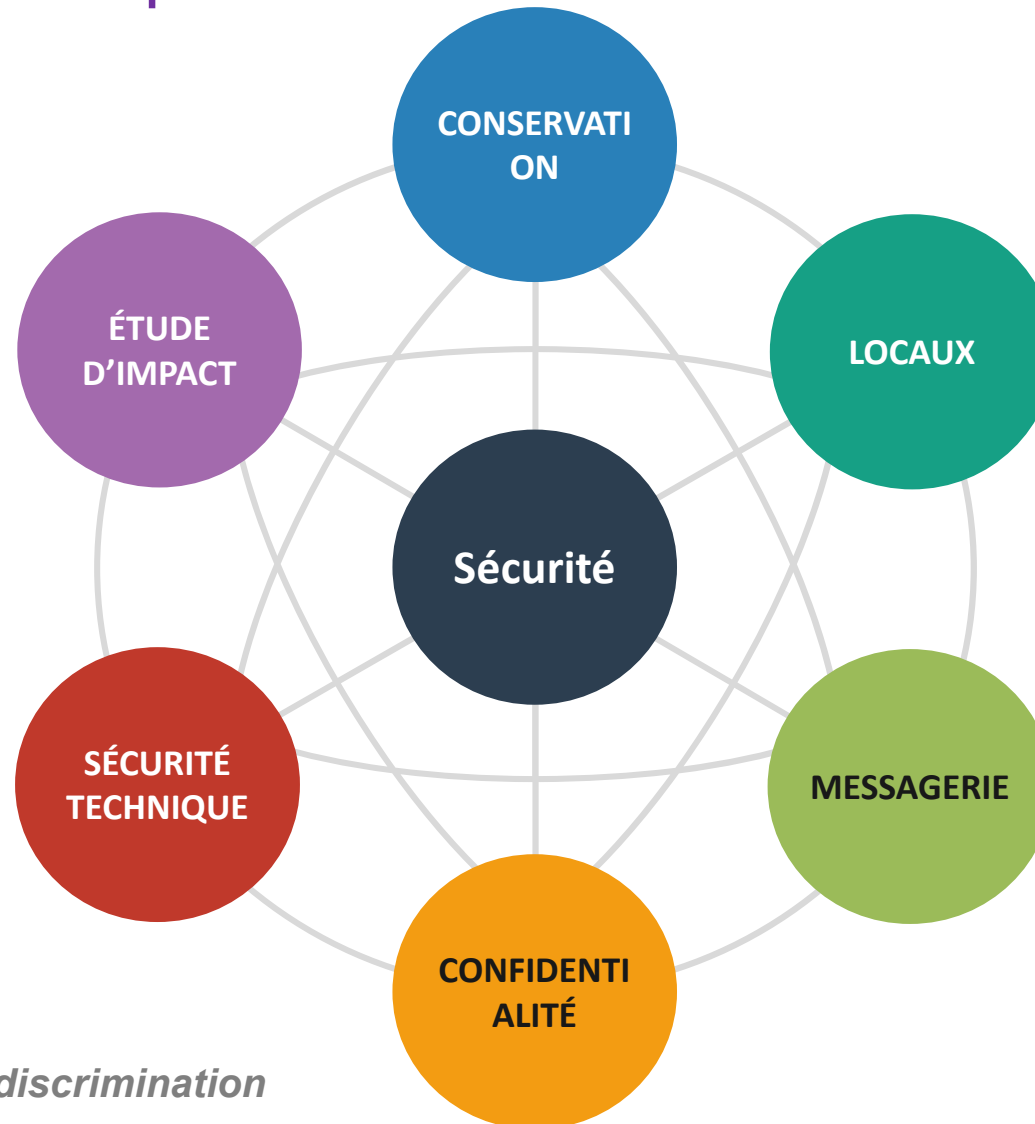 CONSERVATI
ON
ÉTUDE
D’IMPACT
LOCAUX
Sécurité
SÉCURITÉ
TECHNIQUE
MESSAGERIE
CONFIDENTI
ALITÉ
discrimination